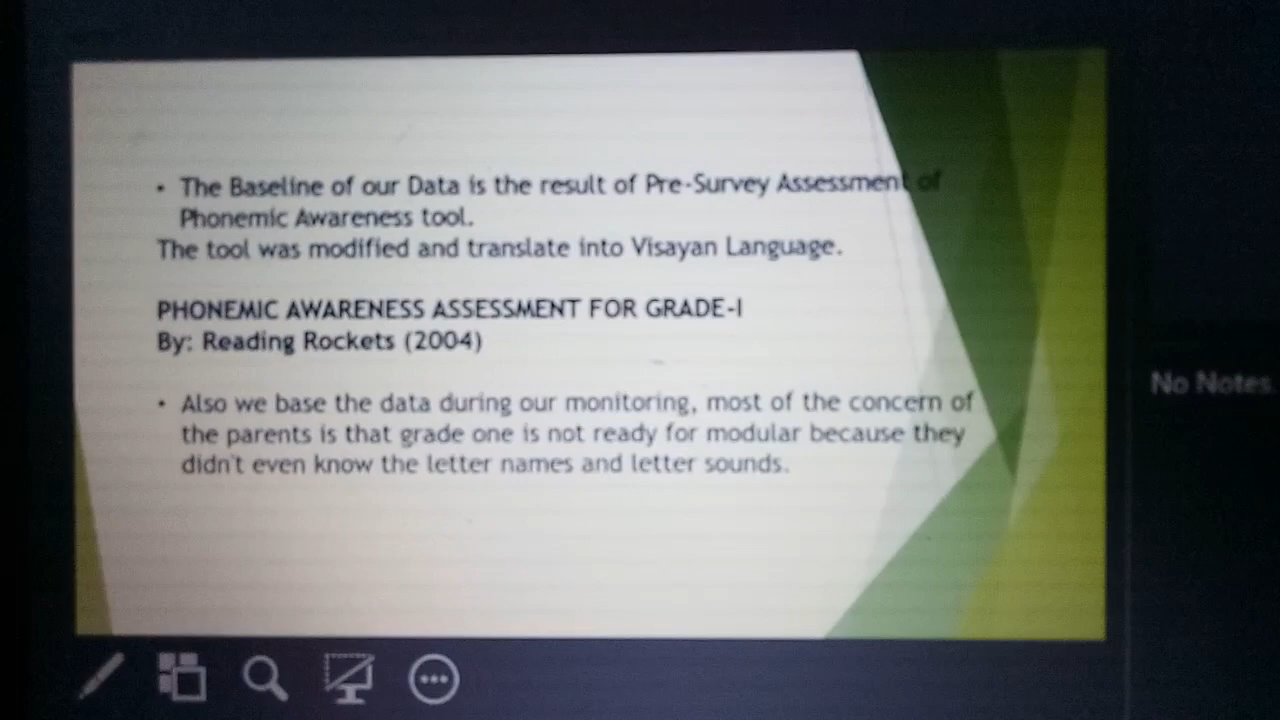 • The Baseline of our Data is the result of Pre-Survey Assessment of
Phonemic Awareness tool.
The tool was modified and translate into Visayan Language.
PHONEMIC AWARENESS ASSESSMENT FOR GRADE-I
By: Reading Rockets (2004)
• Also we base the data during our monitoring, most of the concern of
the parents is that grade one is not ready for modular because they
didn't even know the letter names and letter sounds.
No Notes.